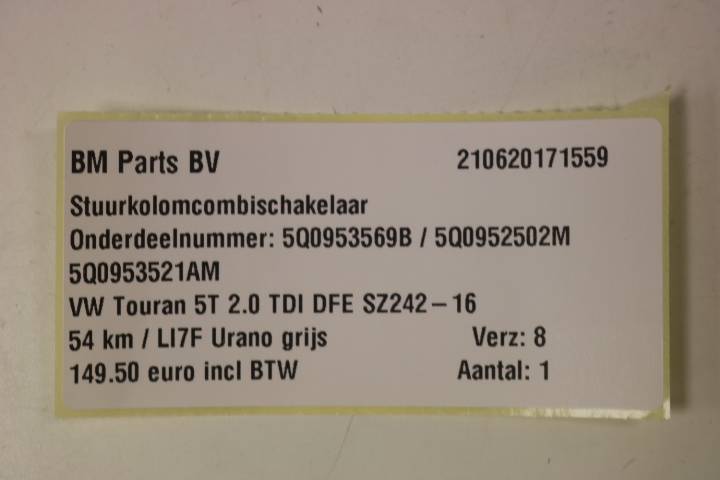 BM Parts BV 210620171559
Stuurkolomcombischakelaar
Onderdeelnummer: 5Q0953569B / 5Q0952502M
5Q0953521AM
VW Touran 5T 2.0 TDI DFE SZ242-16
54 km / LI7F Urano grijs Verz: 8
149.50 euro incl BTW Aantal: 1